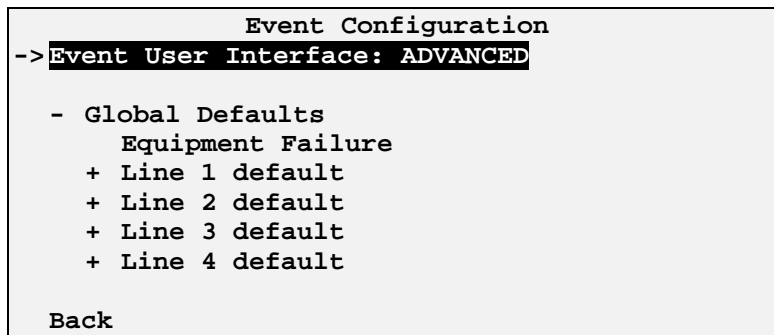 Event Configuration
->Event User Interface: ADVANCED
- Global Defaults
Equipment Failure
+ Line 1 default
+ Line 2 default
+ Line 3 default
+ Line 4 default
Back